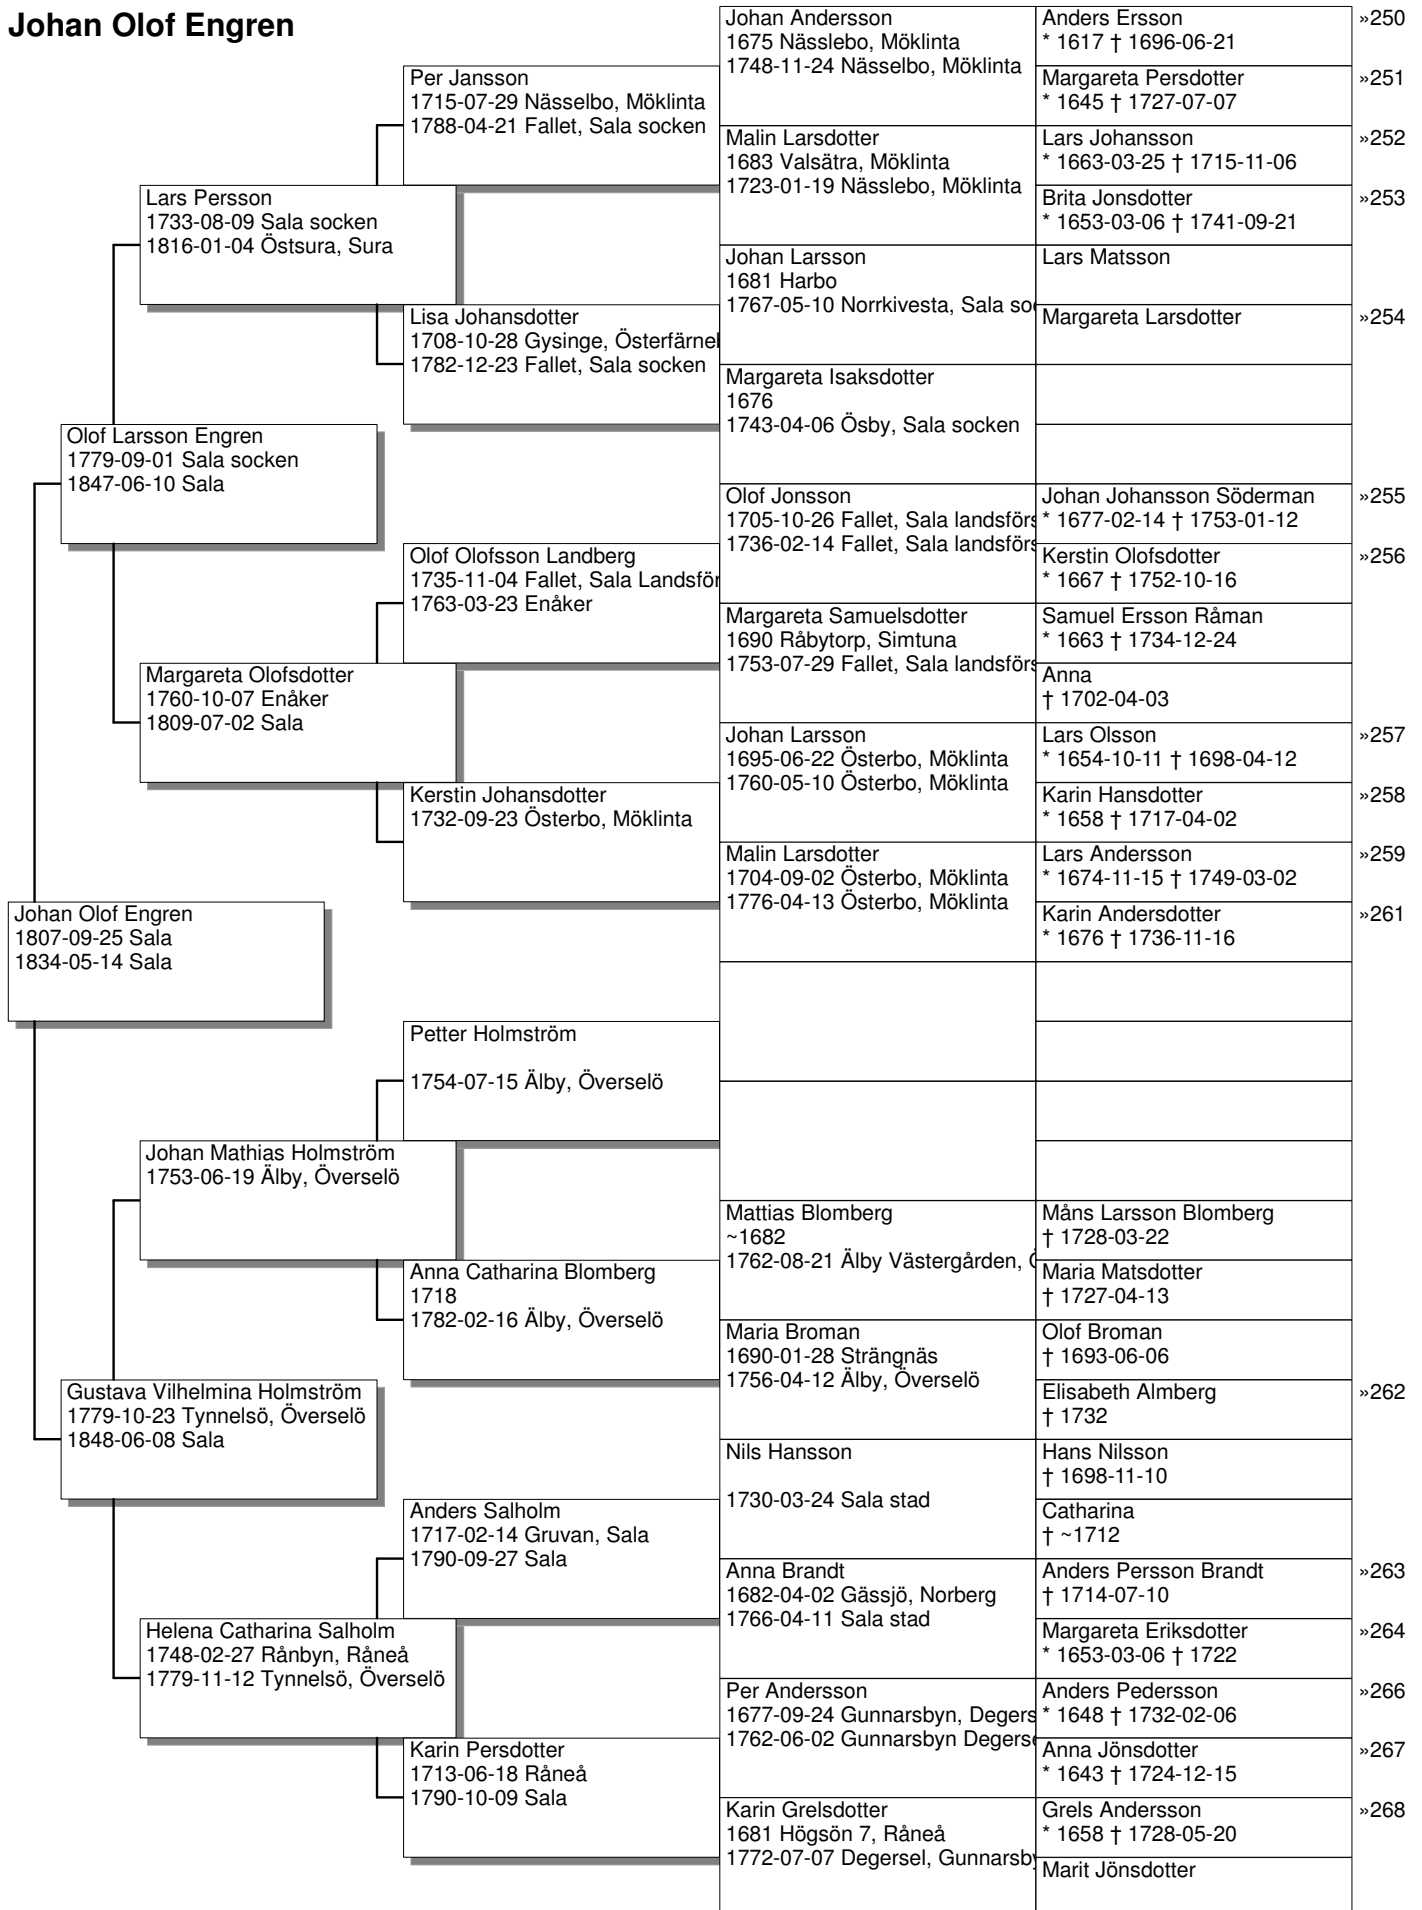 Johan Olof Engren
Johan Olof Engren
1807-09-25 Sala
1834-05-14 Sala
Olof Larsson Engren
1779-09-01 Sala socken
1847-06-10 Sala
Gustava Vilhelmina Holmström
1779-10-23 Tynnelsö, Överselö
1848-06-08 Sala
Lars Persson
1733-08-09 Sala socken
1816-01-04 Östsura, Sura
Margareta Olofsdotter
1760-10-07 Enåker
1809-07-02 Sala
Johan Mathias Holmström
1753-06-19 Älby, Överselö
Helena Catharina Salholm
1748-02-27 Rånbyn, Råneå
1779-11-12 Tynnelsö, Överselö
Per Jansson
1715-07-29 Nässelbo, Möklinta
1788-04-21 Fallet, Sala socken
Lisa Johansdotter
1708-10-28 Gysinge, Österfärnel
1782-12-23 Fallet, Sala socken
Olof Olofsson Landberg
1735-11-04 Fallet, Sala Landsför
1763-03-23 Enåker
Kerstin Johansdotter
1732-09-23 Österbo, Möklinta
Petter Holmström
1754-07-15 Älby, Överselö
Anna Catharina Blomberg
1718
1782-02-16 Älby, Överselö
Anders Salholm
1717-02-14 Gruvan, Sala
1790-09-27 Sala
Karin Persdotter
1713-06-18 Råneå
1790-10-09 Sala
Johan Andersson
1675 Nässlebo, Möklinta
1748-11-24 Nässelbo, Möklinta
Malin Larsdotter
1683 Valsätra, Möklinta
1723-01-19 Nässlebo, Möklinta
Johan Larsson
1681 Harbo
1767-05-10 Norrkivesta, Sala so
Margareta Isaksdotter
1676
1743-04-06 Ösby, Sala socken
Olof Jonsson
1705-10-26 Fallet, Sala landsförs
1736-02-14 Fallet, Sala landsförs
Margareta Samuelsdotter
1690 Råbytorp, Simtuna
1753-07-29 Fallet, Sala landsförs
Johan Larsson
1695-06-22 Österbo, Möklinta
1760-05-10 Österbo, Möklinta
Malin Larsdotter
1704-09-02 Österbo, Möklinta
1776-04-13 Österbo, Möklinta
Mattias Blomberg
~1682
1762-08-21 Älby Västergården,
Maria Broman
1690-01-28 Strängnäs
1756-04-12 Älby, Överselö
Nils Hansson
1730-03-24 Sala stad
Anna Brandt
1682-04-02 Gässjö, Norberg
1766-04-11 Sala stad
Per Andersson
1677-09-24 Gunnarsbyn, Degers
1762-06-02 Gunnarsbyn Degers
Karin Grelsdotter
1681 Högsön 7, Råneå
1772-07-07 Degersel, Gunnarsby
Anders Ersson »250
* 1617 † 1696-06-21
Margareta Persdotter »251
* 1645 † 1727-07-07
Lars Johansson »252
* 1663-03-25 † 1715-11-06
Brita Jonsdotter »253
* 1653-03-06 † 1741-09-21
Lars Matsson
Margareta Larsdotter »254
Johan Johansson Söderman »255
* 1677-02-14 † 1753-01-12
Kerstin Olofsdotter »256
* 1667 † 1752-10-16
Samuel Ersson Råman
* 1663 † 1734-12-24
Anna
† 1702-04-03
Lars Olsson »257
* 1654-10-11 † 1698-04-12
Karin Hansdotter »258
* 1658 † 1717-04-02
Lars Andersson »259
* 1674-11-15 † 1749-03-02
Karin Andersdotter »261
* 1676 † 1736-11-16
Måns Larsson Blomberg
† 1728-03-22
Maria Matsdotter
† 1727-04-13
Olof Broman
† 1693-06-06
Elisabeth Almberg »262
† 1732
Hans Nilsson
† 1698-11-10
Catharina
† ~1712
Anders Persson Brandt »263
† 1714-07-10
Margareta Eriksdotter »264
* 1653-03-06 † 1722
Anders Pedersson »266
* 1648 † 1732-02-06
Anna Jönsdotter »267
* 1643 † 1724-12-15
Grels Andersson »268
* 1658 † 1728-05-20
Marit Jönsdotter